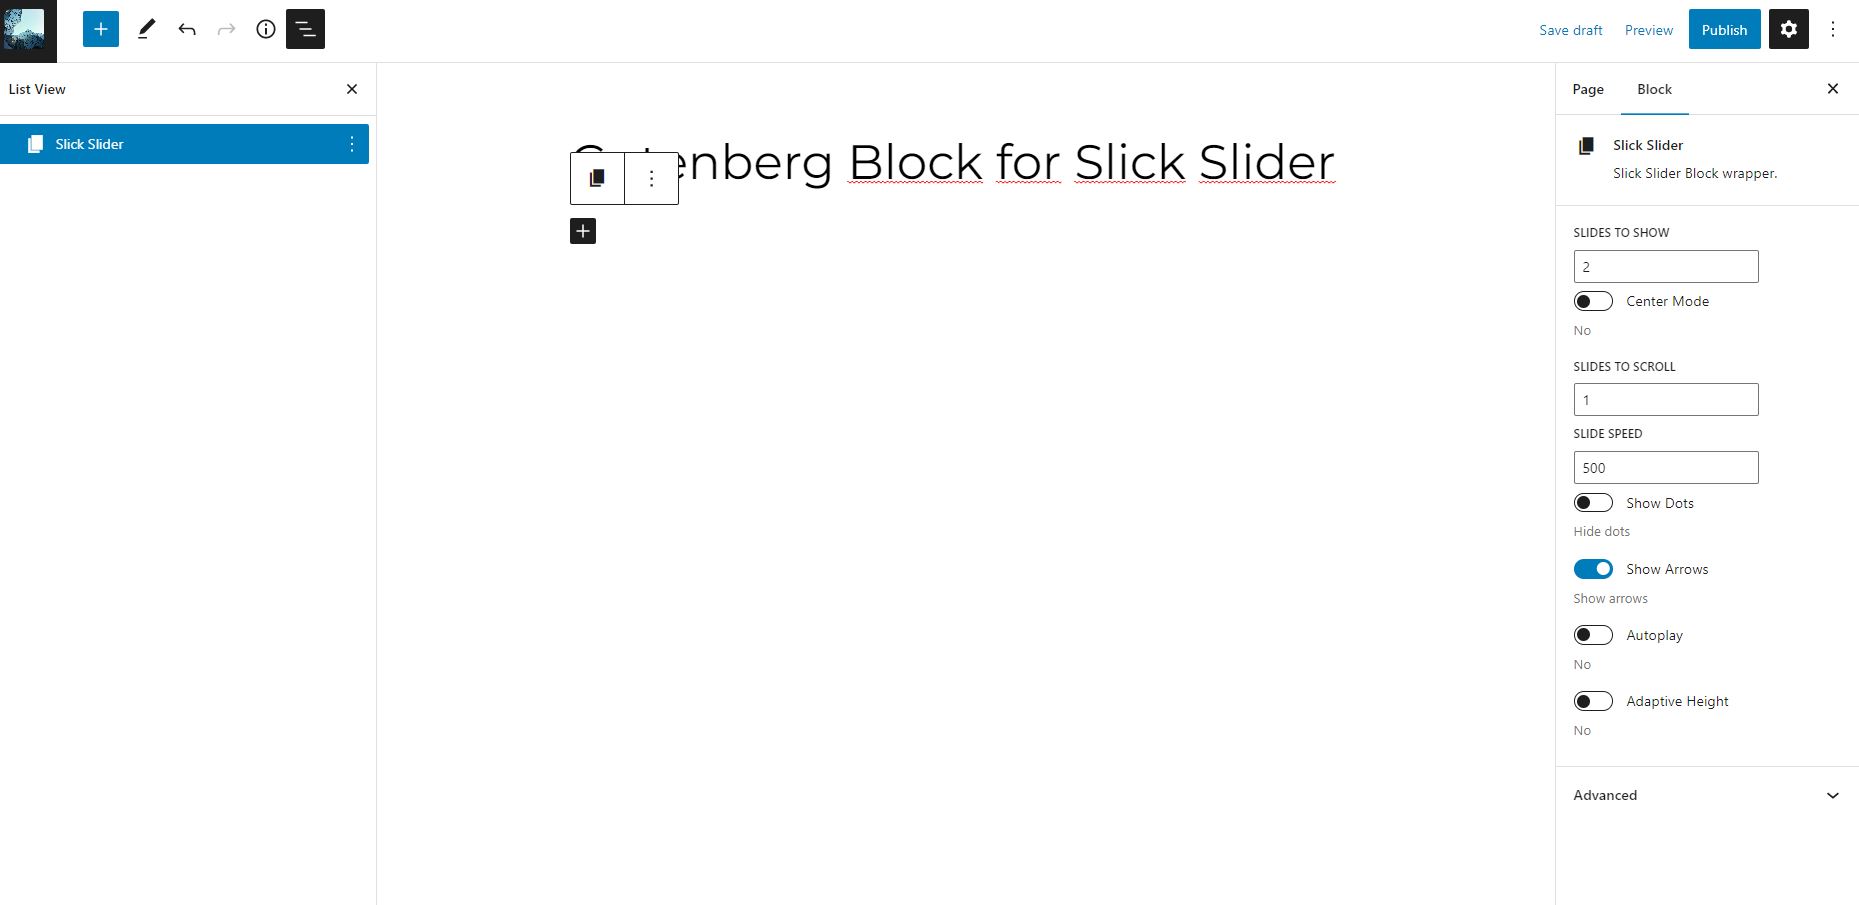 Save draft
Preview
Publish
List View
Slick Slider
Gutenberg Block for Slick Slider
Page
Block
Slick Slider
Slick Slider Block wrapper.
SLIDES TO SHOW
2
Center Mode
No
SLIDES TO SCROLL
1
SLIDE SPEED
500
Show Dots
Hide dots
Show Arrows
Show arrows
Autoplay
No
Adaptive Height
No
Advanced